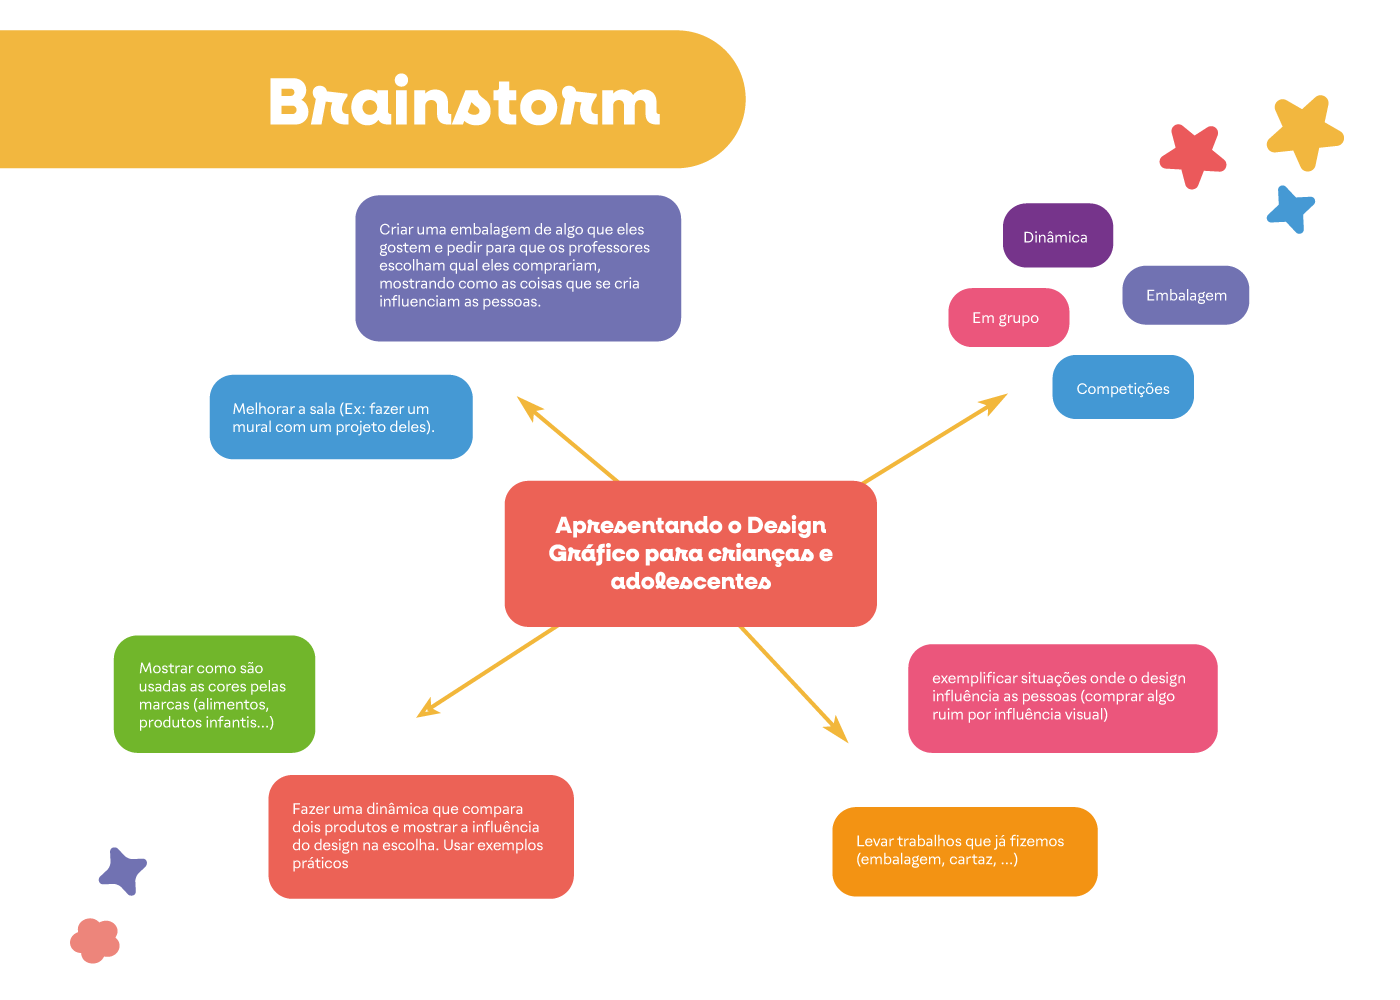 Brainstorm
Criar uma embalagem de algo que eles
gostem e pedir para que os professores
escolham qual eles comprariam,
mostrando como as coisas que se cria
influenciam as pessoas.
Melhorar a sala (Ex: fazer um
mural com um projeto deles).
Dinâmica
Embalagem
Em grupo
Competições
Apresentando o Design
Gráfico para crianças e
adolescentes
Mostrar como são
usadas as cores pelas
marcas (alimentos,
produtos infantis...)
Fazer uma dinâmica que compara
dois produtos e mostrar a influência
do design na escolha. Usar exemplos
práticos
exemplificar situações onde o design
influência as pessoas (comprar algo
ruim por influência visual)
Levar trabalhos que já fizemos
(embalagem, cartaz, ...)